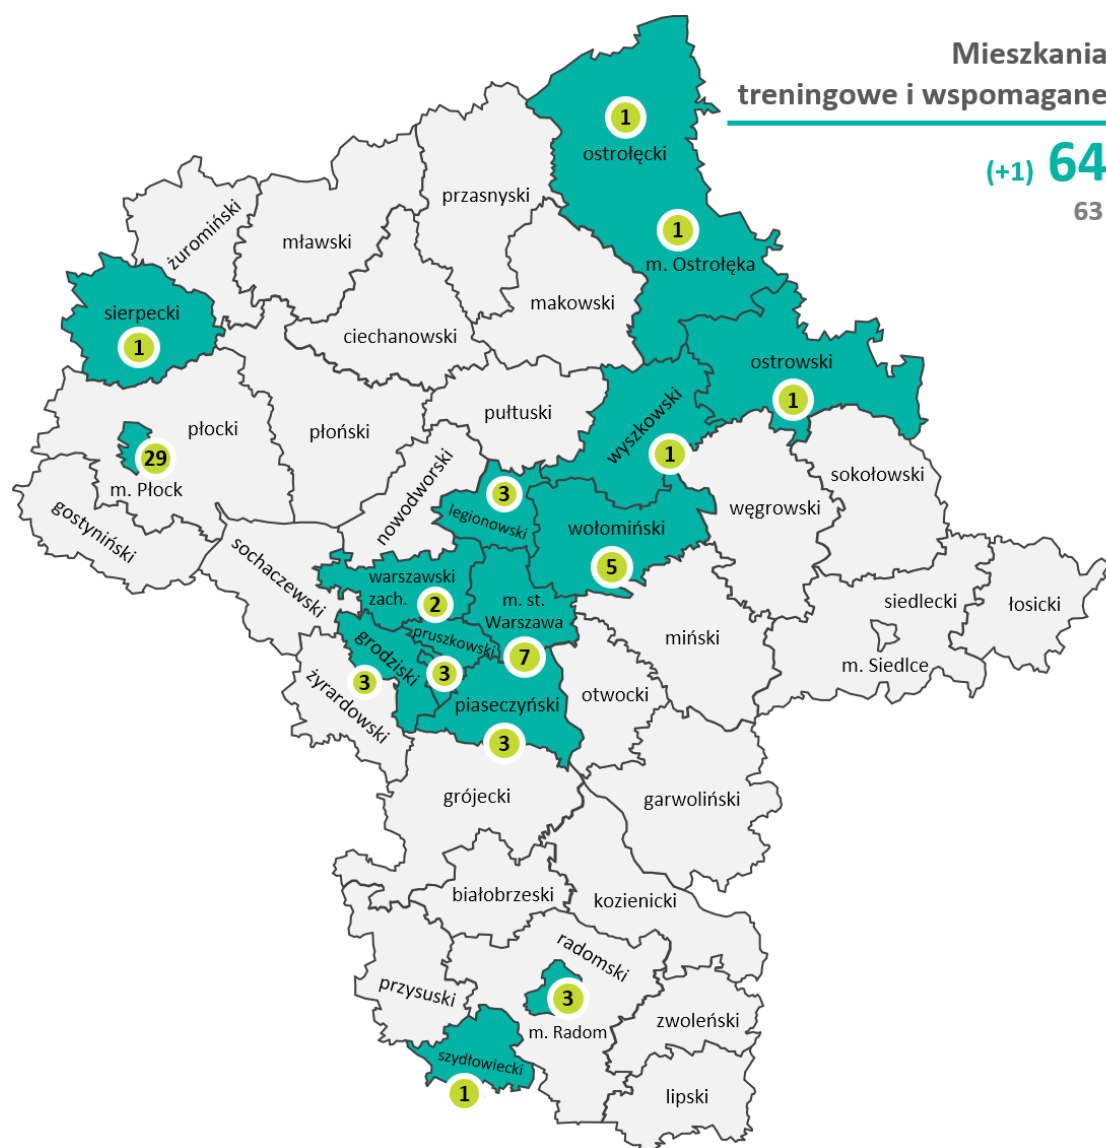 Mieszkania
treningowe i wspomagane
(+1) 64
63
1
ostrołęcki
przasnyski
żuromiński
mławski
1
m. Ostrołęka
makowski
sierpecki
1
ciechanowski
ostrowski
1
pułtuski
wyszkowski
1
płocki
płoński
29
m. Płock
nowodworski
3
legionowski
sokołowski
węgrowski
gostyniński
sochaczewski
wołomiński
5
warszawski
zach.
2
m. st.
Warszawa
7
siedlecki
łosicki
m. Siedlce
miński
pruszkowski
3
grodziski
3
żyrardowski
piaseczyński
3
otwocki
grójecki
garwoliński
białobrzeski
kozienicki
radomski
przysuski
3
m. Radom
zwoleński
szydłowiecki
1
lipski